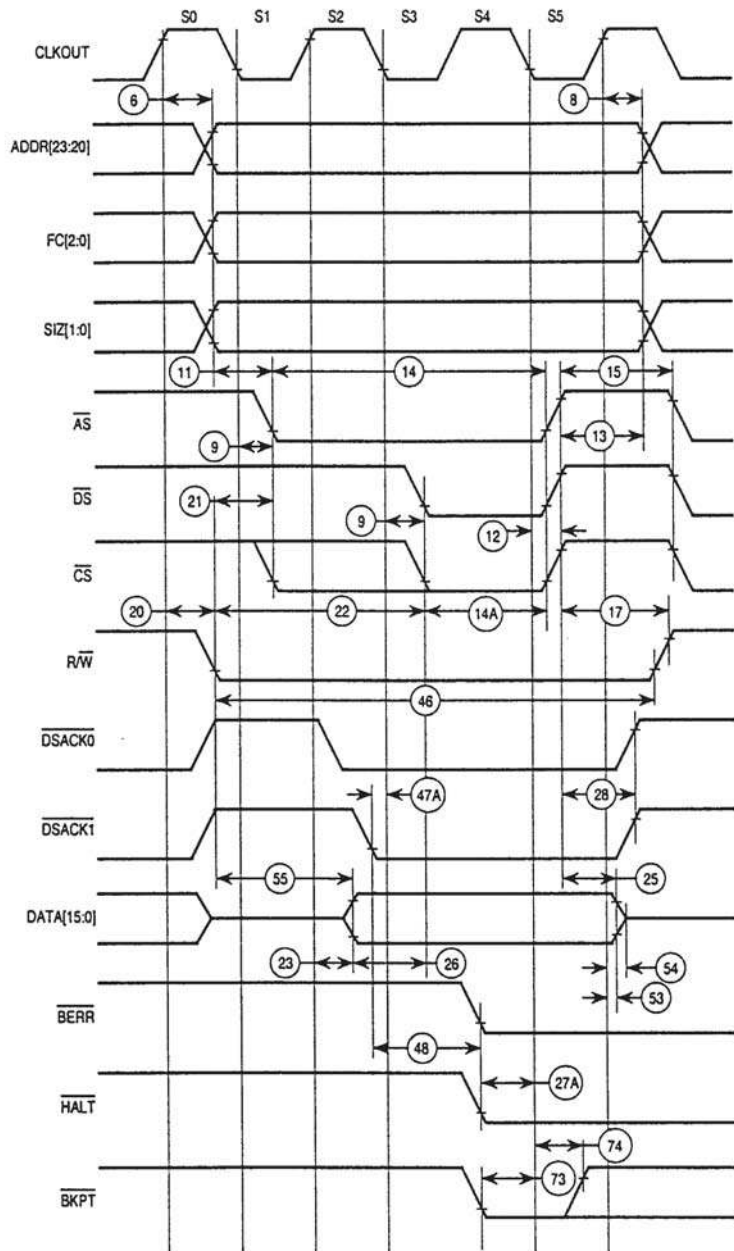 S0 S1 S2 S3 S4 S5
CLKOUT
6 8
ADDR[23:20]
FC[2:0]
SIZ[1:0]
11 14 15
AS
9 13
DS
21 9 12
CS
20 22 14A 17
R/W
46
DSACK0
47A 28
DSACK1
55 25
DATA[15:0]
23 26 54
53
BERR
48 27A
HALT
74
73
BKPT